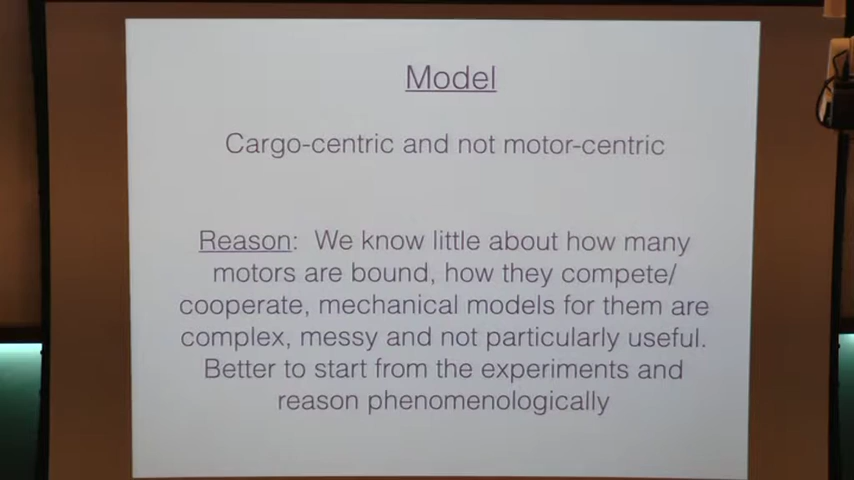 Model
Cargo-centric and not motor-centric
Reason: We know little about how many
motors are bound, how they compete/
cooperate, mechanical models for them are
complex, messy and not particularly useful.
Better to start from the experiments and
reason phenomenologically